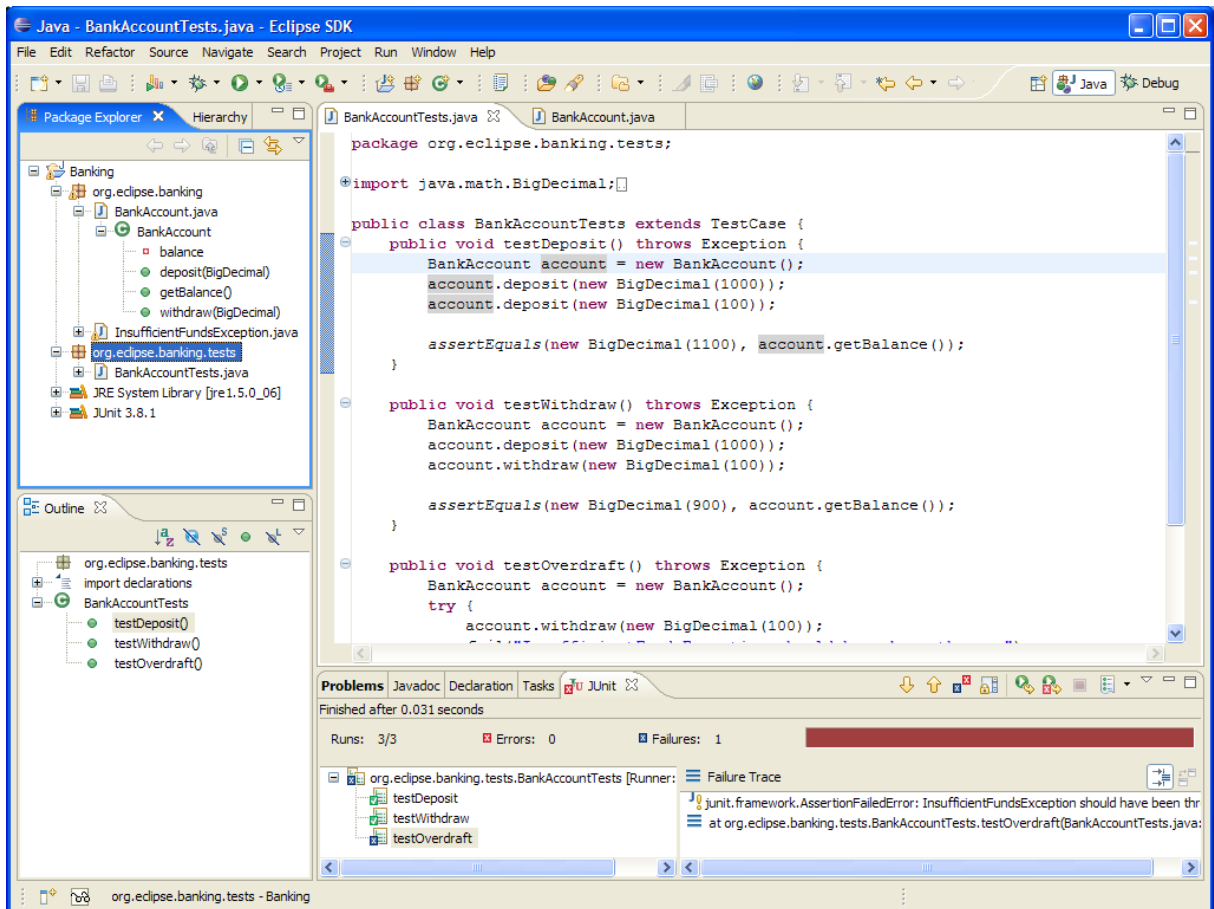 Java - BankAccountTests.java - Eclipse SDK
File Edit Refactor Source Navigate Search Project Run Window Help
Java Debug
Package Explorer Hierarchy
Banking
org.eclipse.banking
BankAccount.java
BankAccount
balance
deposit(BigDecimal)
getBalance()
withdraw(BigDecimal)
InsufficientFundsException.java
org.eclipse.banking.tests
BankAccountTests.java
JRE System Library [jre1.5.0_06]
JUnit 3.8.1
Outline
org.eclipse.banking.tests
import declarations
BankAccountTests
testDeposit()
testWithdraw()
testOverdraft()
BankAccountTests.java BankAccount.java
package org.eclipse.banking.tests;
import java.math.BigDecimal;
public class BankAccountTests extends TestCase {
public void testDeposit() throws Exception {
BankAccount account = new BankAccount();
account.deposit(new BigDecimal(1000));
account.deposit(new BigDecimal(100));
assertEquals(new BigDecimal(1100), account.getBalance());
}
public void testWithdraw() throws Exception {
BankAccount account = new BankAccount();
account.deposit(new BigDecimal(1000));
account.withdraw(new BigDecimal(100));
assertEquals(new BigDecimal(900), account.getBalance());
}
public void testOverdraft() throws Exception {
BankAccount account = new BankAccount();
try {
account.withdraw(new BigDecimal(100));
Problems Javadoc Declaration Tasks JUnit
Finished after 0.031 seconds
Runs: 3/3 Errors: 0 Failures: 1
org.eclipse.banking.tests.BankAccountTests [Runner:
testDeposit
testWithdraw
testOverdraft
Failure Trace
junit.framework.AssertionFailedError: InsufficientFundsException should have been thr
at org.eclipse.banking.tests.BankAccountTests.testOverdraft(BankAccountTests.java:
org.eclipse.banking.tests - Banking